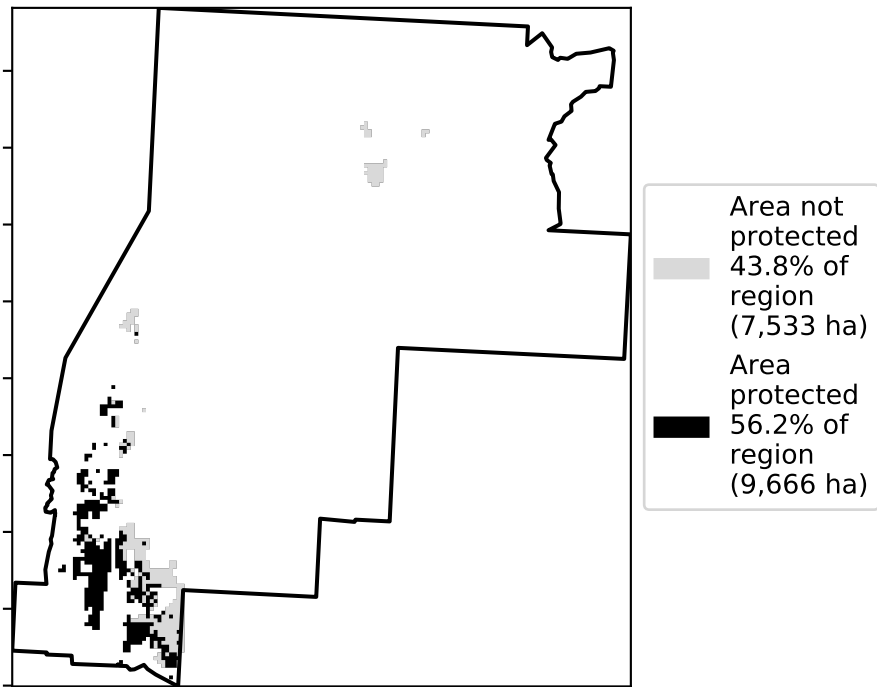 Area not
protected
43.8% of
region
(7,533 ha)
Area
protected
56.2% of
region
(9,666 ha)